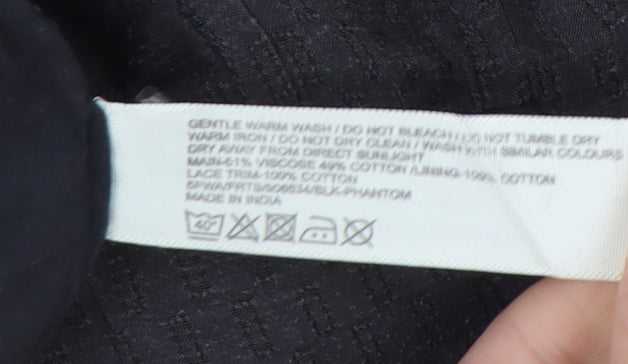 GENTLE WARM WASH / DO NOT BLEACH / DO NOT TUMBLE DRY
WARM IRON / DO NOT DRY CLEAN / WASH WITH SIMILAR COLOURS
DRY AWAY FROM DIRECT SUNLIGHT
MAIN-51% VISCOSE 49% COTTON /LINING-100% COTTON
LACE TRIM-100% COTTON
MADE IN INDIA
40°